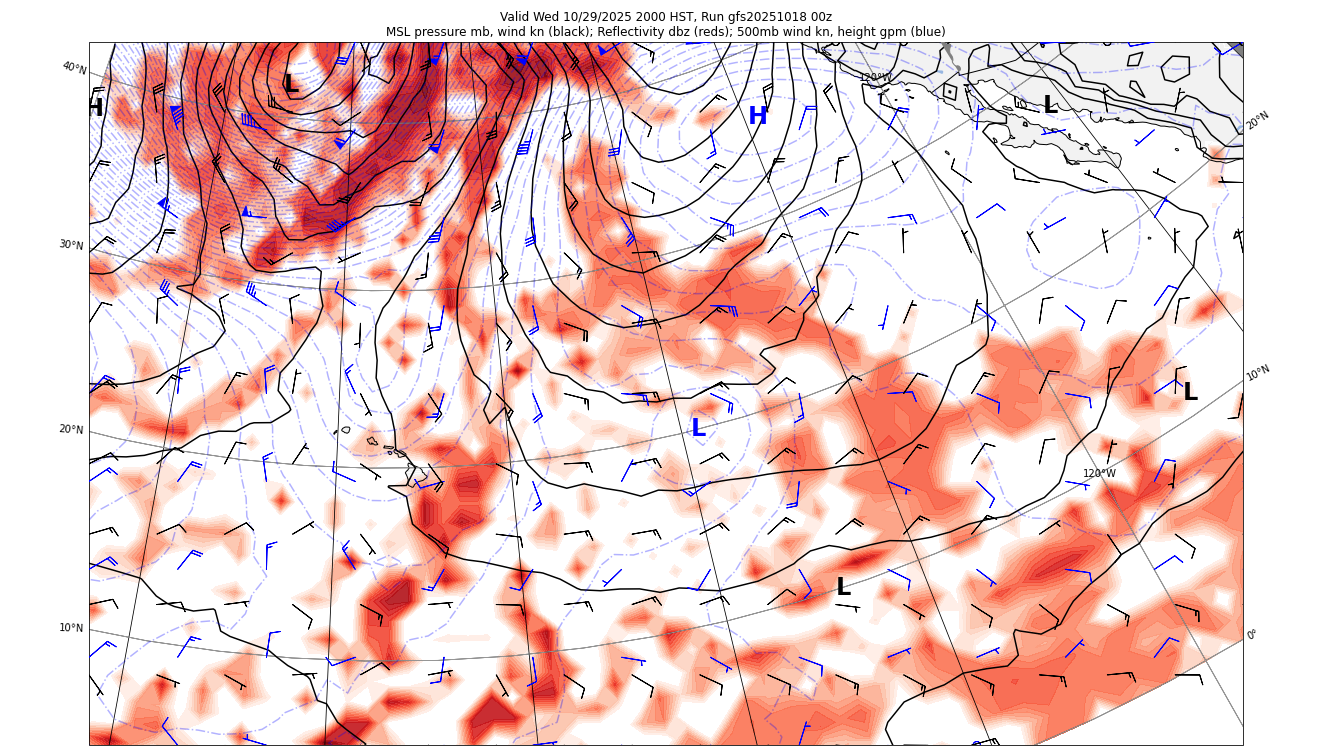 Valid Wed 10/29/2025 2000 HST, Run gfs20251018 00z
MSL pressure mb, wind kn (black); Reflectivity dbz (reds); 500mb wind kn, height gpm (blue)
40°N
120°W
L
H
L
H
20°N
30°N
10°N
L
20°N
L
120°W
L
10°N
0°